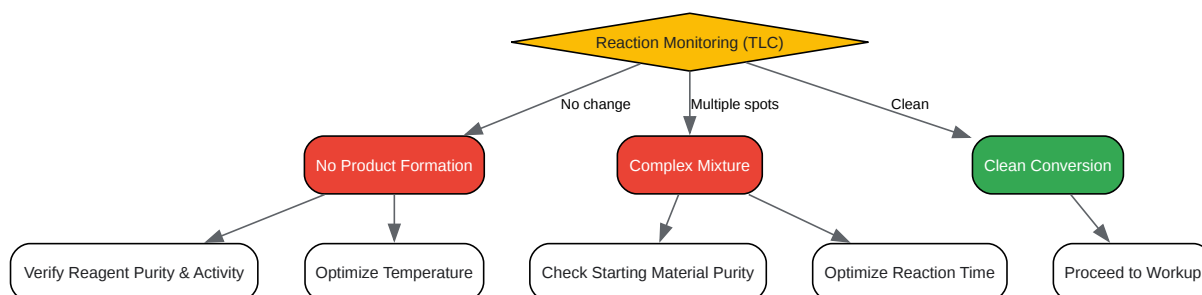 Reaction Monitoring (TLC)
No change
Multiple spots
Clean
No Product Formation
Complex Mixture
Clean Conversion
Verify Reagent Purity & Activity
Optimize Temperature
Check Starting Material Purity
Optimize Reaction Time
Proceed to Workup